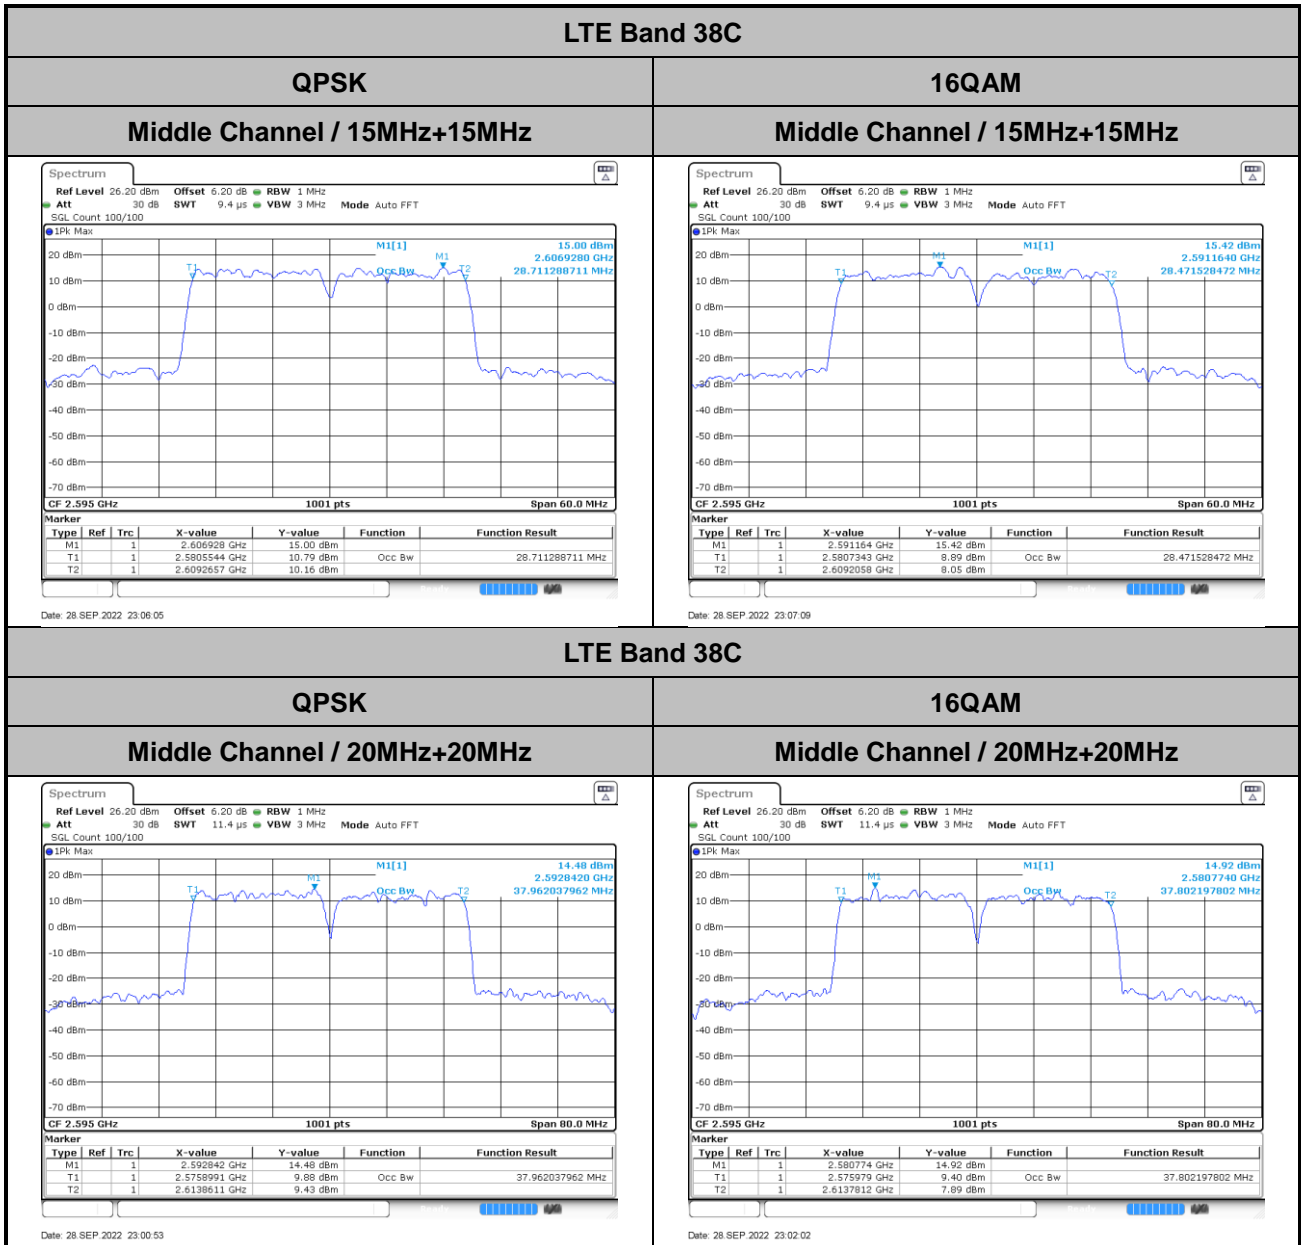 LTE Band 38C
QPSK 16QAM
Middle Channel / 15MHz+15MHz Middle Channel / 15MHz+15MHz
Spectrum
Ref Level 26.20 dBm Offset 6.20 dB RBW 1 MHz
Att 30 dB SWT 9.4 µs VBW 3 MHz Mode Auto FFT
SGL Count 100/100
1Pk Max
M1[1] 15.00 dBm
2.6069280 GHz
Occ Bw 28.711288711 MHz
M1
T1
T2
20 dBm
10 dBm
0 dBm
-10 dBm
-20 dBm
-30 dBm
-40 dBm
-50 dBm
-60 dBm
-70 dBm
CF 2.595 GHz 1001 pts Span 60.0 MHz
Marker
Type Ref Trc X-value Y-value Function Function Result
M1 1 2.606928 GHz 15.00 dBm
T1 1 2.5805544 GHz 10.79 dBm Occ Bw 28.711288711 MHz
T2 1 2.6092657 GHz 10.16 dBm
Date: 28.SEP.2022 23:06:05
Spectrum
Ref Level 26.20 dBm Offset 6.20 dB RBW 1 MHz
Att 30 dB SWT 9.4 µs VBW 3 MHz Mode Auto FFT
SGL Count 100/100
1Pk Max
M1[1] 15.42 dBm
2.5911640 GHz
Occ Bw 28.471528472 MHz
M1
T1
T2
20 dBm
10 dBm
0 dBm
-10 dBm
-20 dBm
-30 dBm
-40 dBm
-50 dBm
-60 dBm
-70 dBm
CF 2.595 GHz 1001 pts Span 60.0 MHz
Marker
Type Ref Trc X-value Y-value Function Function Result
M1 1 2.591164 GHz 15.42 dBm
T1 1 2.5807343 GHz 8.89 dBm Occ Bw 28.471528472 MHz
T2 1 2.6092058 GHz 8.05 dBm
Date: 28.SEP.2022 23:07:09
LTE Band 38C
QPSK 16QAM
Middle Channel / 20MHz+20MHz Middle Channel / 20MHz+20MHz
Spectrum
Ref Level 26.20 dBm Offset 6.20 dB RBW 1 MHz
Att 30 dB SWT 11.4 µs VBW 3 MHz Mode Auto FFT
SGL Count 100/100
1Pk Max
M1[1] 14.48 dBm
2.5928420 GHz
Occ Bw 37.962037962 MHz
M1
T1
T2
20 dBm
10 dBm
0 dBm
-10 dBm
-20 dBm
-30 dBm
-40 dBm
-50 dBm
-60 dBm
-70 dBm
CF 2.595 GHz 1001 pts Span 80.0 MHz
Marker
Type Ref Trc X-value Y-value Function Function Result
M1 1 2.592842 GHz 14.48 dBm
T1 1 2.5758991 GHz 9.88 dBm Occ Bw 37.962037962 MHz
T2 1 2.6138611 GHz 9.43 dBm
Date: 28.SEP.2022 23:00:53
Spectrum
Ref Level 26.20 dBm Offset 6.20 dB RBW 1 MHz
Att 30 dB SWT 11.4 µs VBW 3 MHz Mode Auto FFT
SGL Count 100/100
1Pk Max
M1[1] 14.92 dBm
2.5807740 GHz
Occ Bw 37.802197802 MHz
M1
T1
T2
20 dBm
10 dBm
0 dBm
-10 dBm
-20 dBm
-30 dBm
-40 dBm
-50 dBm
-60 dBm
-70 dBm
CF 2.595 GHz 1001 pts Span 80.0 MHz
Marker
Type Ref Trc X-value Y-value Function Function Result
M1 1 2.580774 GHz 14.92 dBm
T1 1 2.575979 GHz 9.40 dBm Occ Bw 37.802197802 MHz
T2 1 2.6137812 GHz 7.89 dBm
Date: 28.SEP.2022 23:02:02